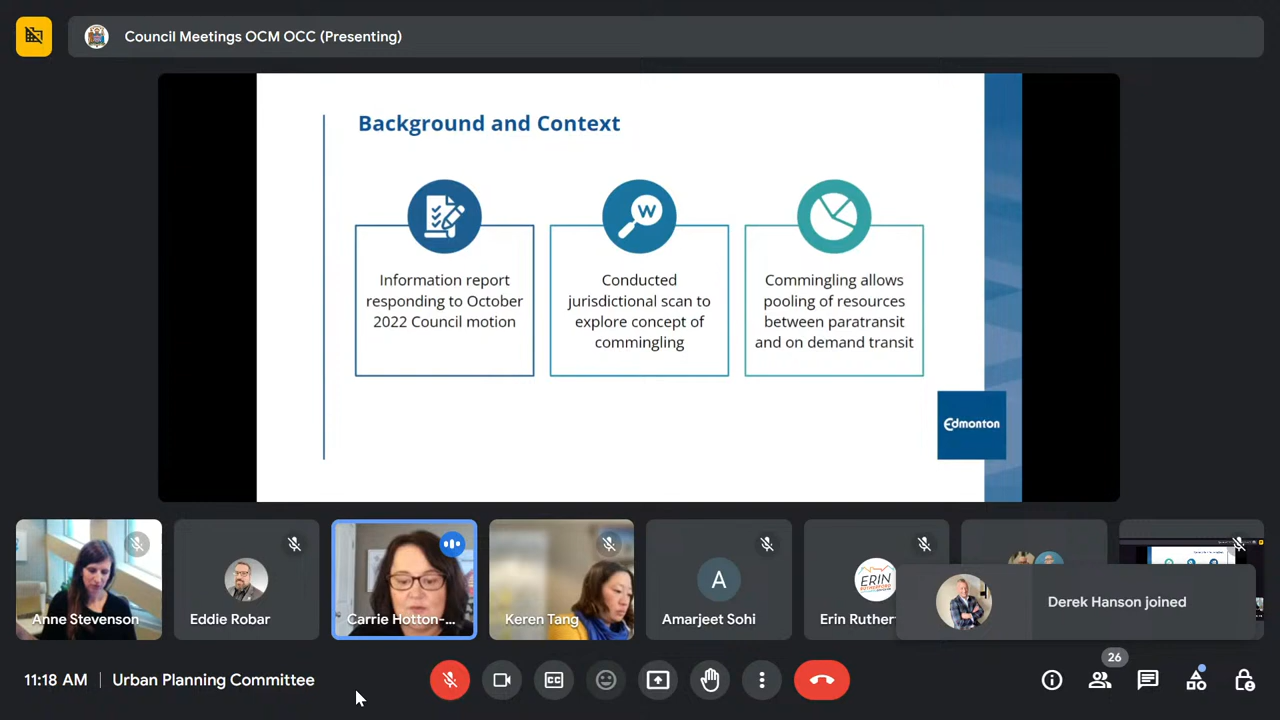 Council Meetings OCM OCC (Presenting)
Background and Context
W
Information report
responding to October
2022 Council motion
Conducted
jurisdictional scan to
explore concept of
commingling
Commingling allows
pooling of resources
between paratransit
and on demand transit
Edmonton
Anne Stevenson
Eddie Robar
Carrie Hotton-...
Keren Tang
A
Amarjeet Sohi
ERIN
Erin Ruther
Derek Hanson joined
26
11:18 AM | Urban Planning Committee